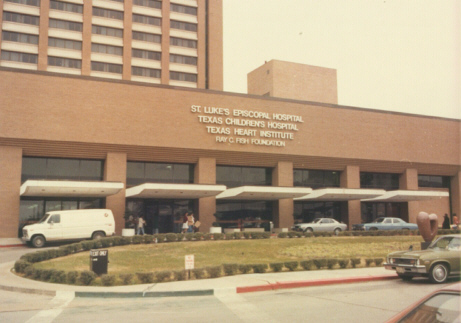 ST. LUKE'S EPISCOPAL HOSPITAL
TEXAS CHILDREN'S HOSPITAL
TEXAS HEART INSTITUTE
RAY C. FISH FOUNDATION